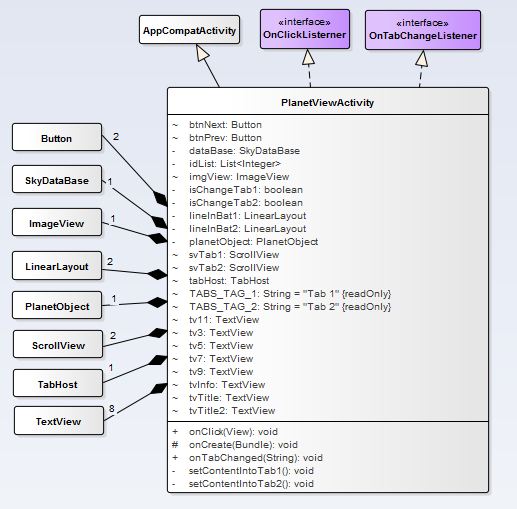 AppCompatActivity
«interface»
OnClickListerner
«interface»
OnTabChangeListener
PlanetViewActivity
~ btnNext: Button
~ btnPrev: Button
- dataBase: SkyDataBase
- idList: List<Integer>
~ imgView: ImageView
- isChangeTab1: boolean
- isChangeTab2: boolean
- lineInBat1: LinearLayout
- lineInBat2: LinearLayout
- planetObject: PlanetObject
~ svTab1: ScrollView
~ svTab2: ScrollView
~ tabHost: TabHost
~ TABS_TAG_1: String = "Tab 1" {readOnly}
~ TABS_TAG_2: String = "Tab 2" {readOnly}
~ tv11: TextView
~ tv3: TextView
~ tv5: TextView
~ tv7: TextView
~ tv9: TextView
~ tvInfo: TextView
~ tvTitle: TextView
~ tvTitle2: TextView
+ onClick(View): void
# onCreate(Bundle): void
+ onTabChanged(String): void
- setContentIntoTab1(): void
- setContentIntoTab2(): void
Button
2
SkyDataBase
1
ImageView
1
LinearLayout
2
PlanetObject
1
ScrollView
2
TabHost
1
TextView
8